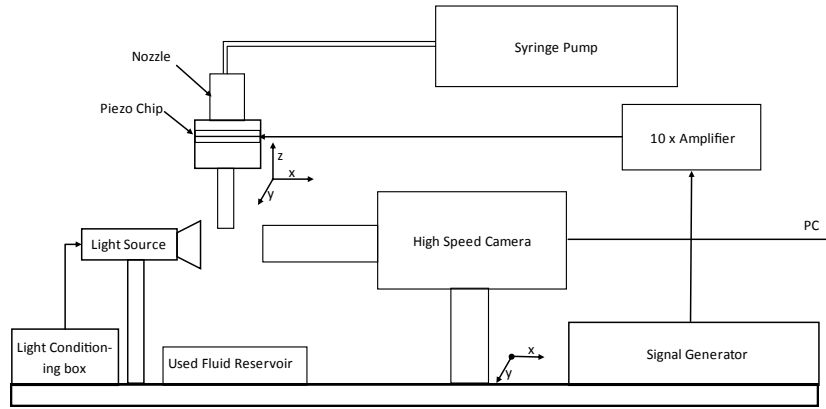 Syringe Pump
Nozzle
Piezo Chip
10 x Amplifier
z
x
y
PC
Light Source
High Speed Camera
Light Condition-
ing box
Used Fluid Reservoir
x
y
Signal Generator